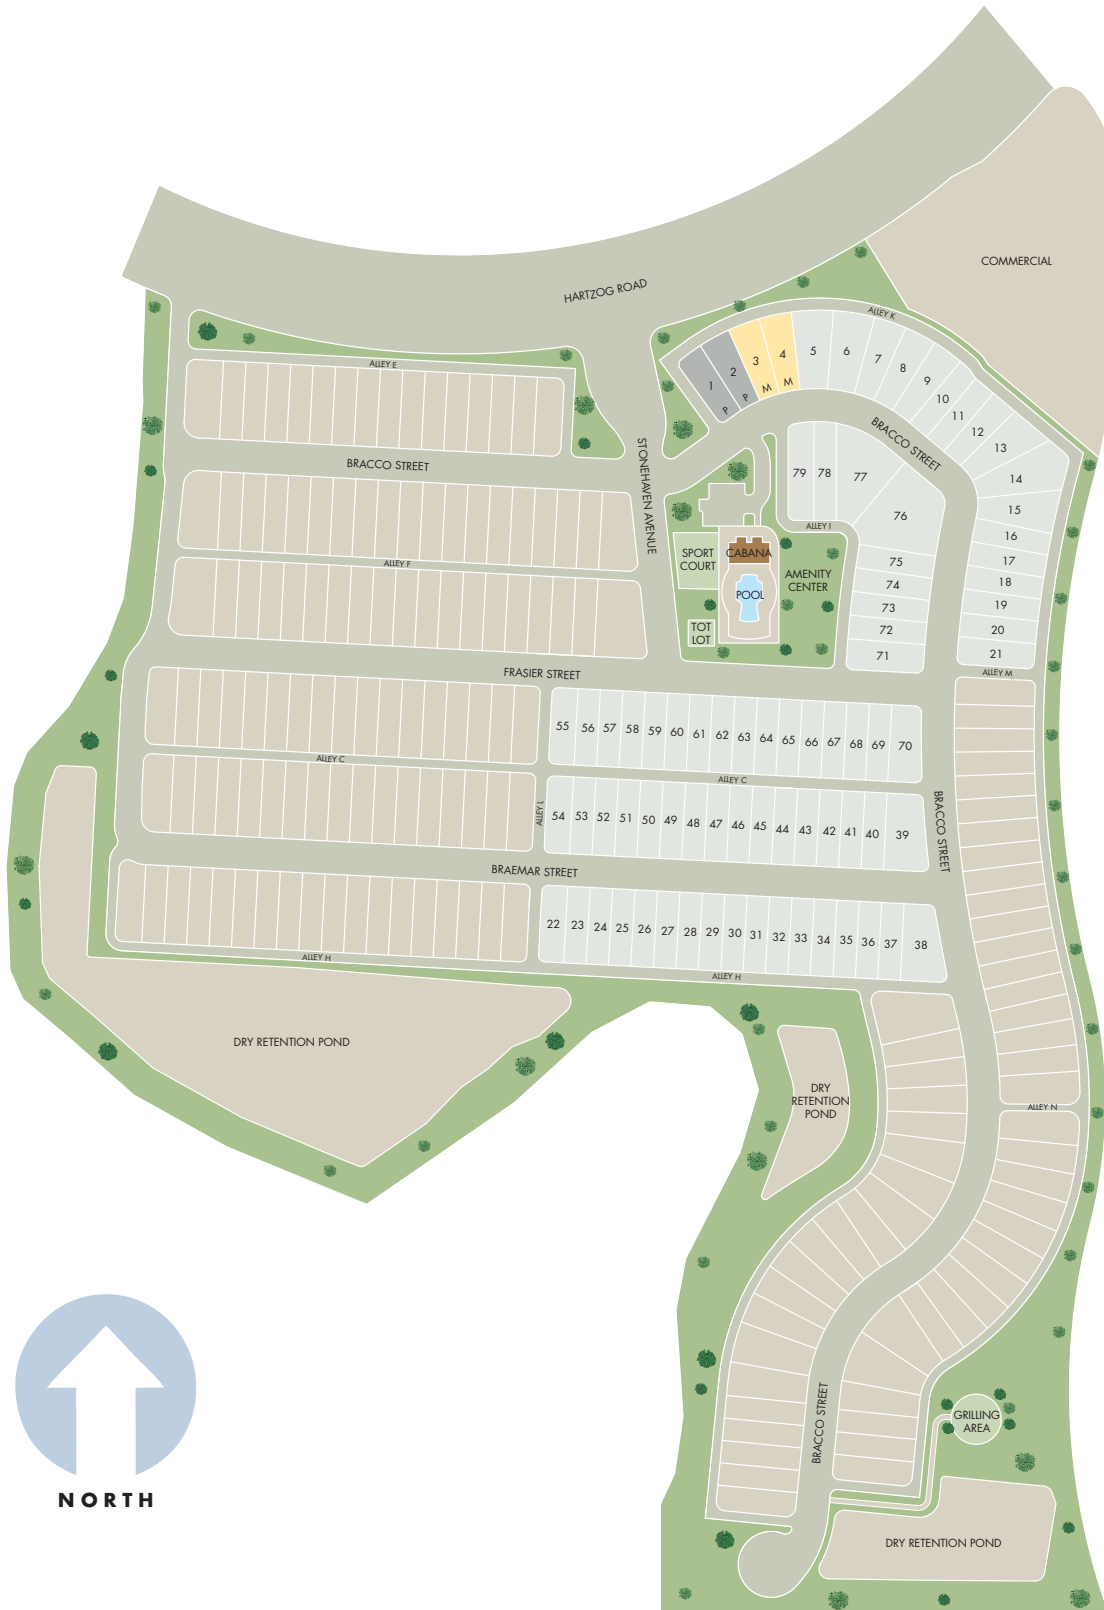 HARTZOG ROAD
COMMERCIAL
ALLEY K
ALLEY E
1
2
3
4
5
6
7
8
9
10
11
12
13
14
15
16
17
18
19
20
21
P
P
M
M
BRACCO STREET
BRACCO STREET
STONEHAVEN AVENUE
79
78
77
76
75
74
73
72
71
ALLEY I
SPORT
COURT
CABANA
POOL
AMENITY
CENTER
TOT
LOT
ALLEY F
FRASIER STREET
ALLEY M
55
56
57
58
59
60
61
62
63
64
65
66
67
68
69
70
ALLEY C
ALLEY C
ALLEY L
54
53
52
51
50
49
48
47
46
45
44
43
42
41
40
39
BRACCO STREET
BRAEMAR STREET
22
23
24
25
26
27
28
29
30
31
32
33
34
35
36
37
38
ALLEY H
ALLEY H
DRY RETENTION POND
DRY
RETENTION
POND
ALLEY N
BRACCO STREET
GRILLING
AREA
DRY RETENTION POND
NORTH